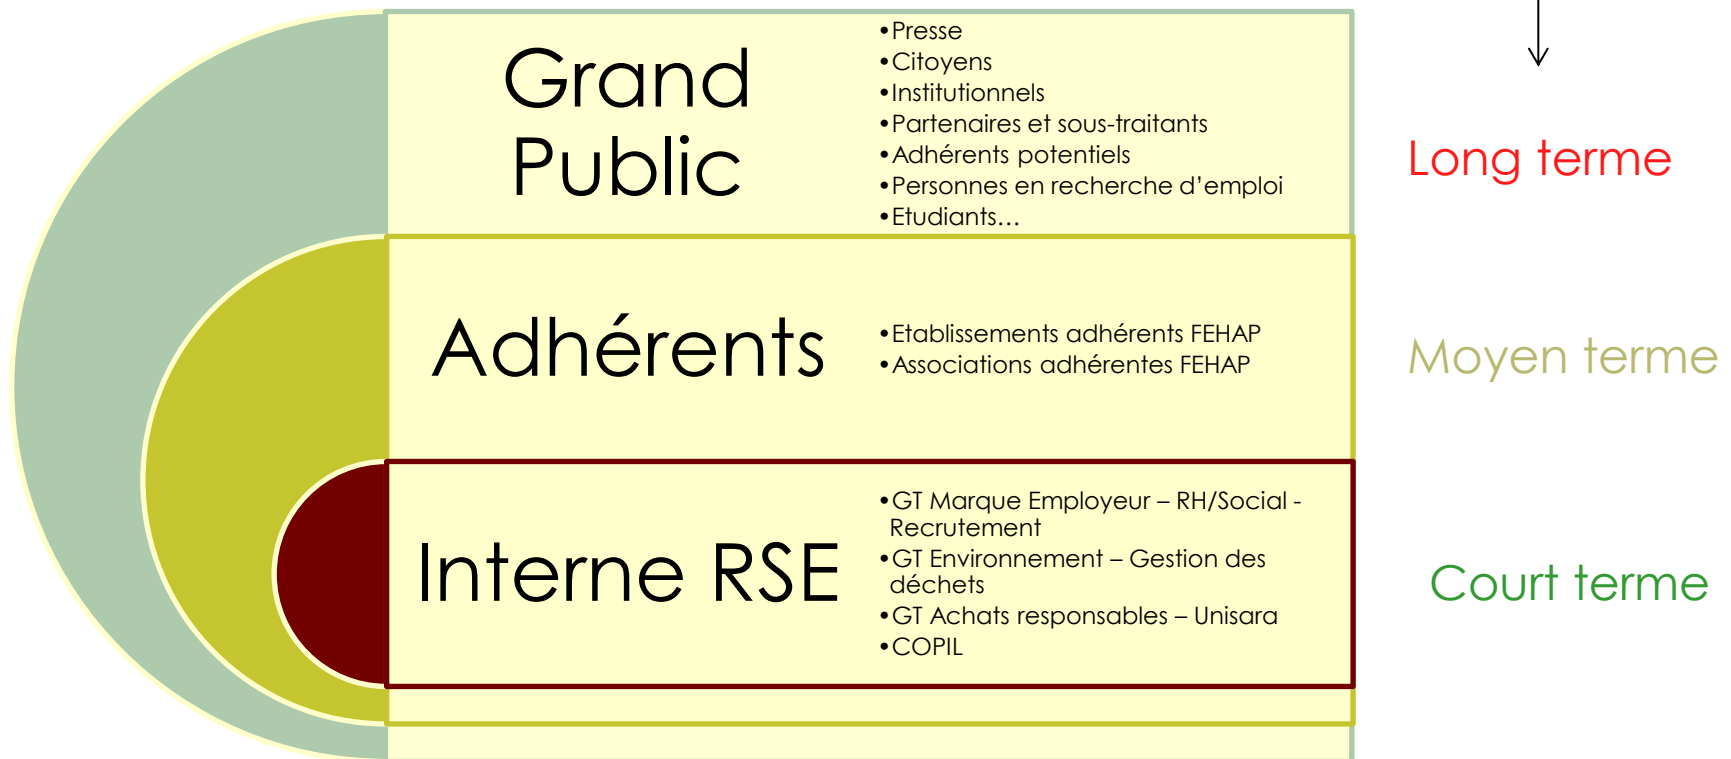 Grand
Public
•Presse
•Citoyens
•Institutionnels
•Partenaires et sous-traitants
•Adhérents potentiels
•Personnes en recherche d’emploi
•Etudiants…
Long terme
Adhérents
•Etablissements adhérents FEHAP
•Associations adhérentes FEHAP
Moyen terme
Interne RSE
•GT Marque Employeur – RH/Social -
Recrutement
•GT Environnement – Gestion des
déchets
•GT Achats responsables – Unisara
•COPIL
Court terme